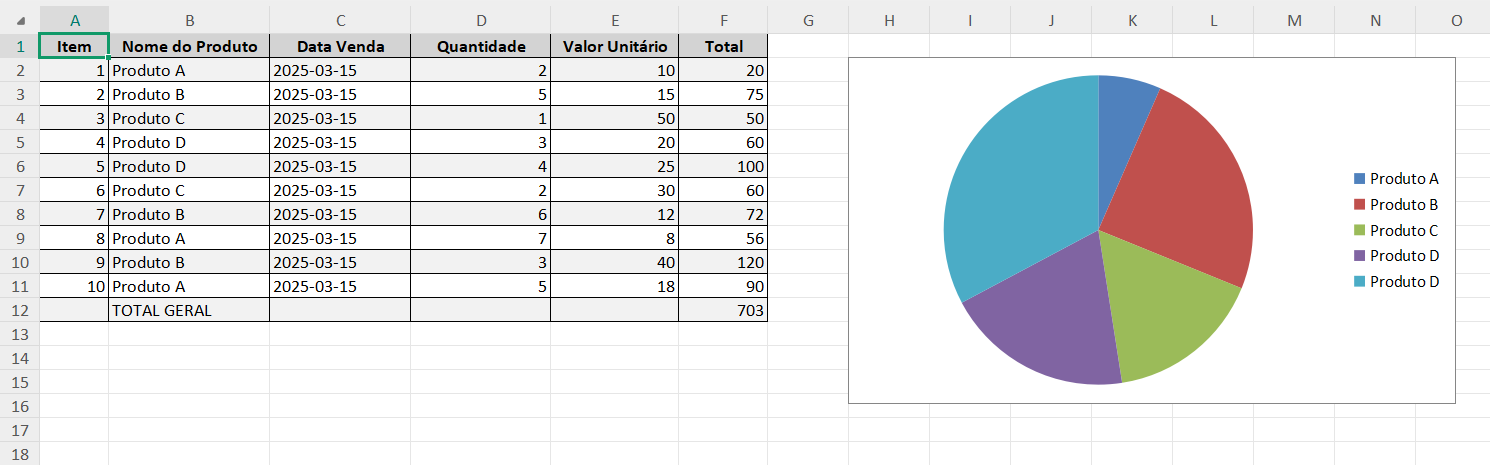 A B C D E F G H I J K L M N O
1 Item Nome do Produto Data Venda Quantidade Valor Unitário Total
2 1 Produto A 2025-03-15 2 10 20
3 2 Produto B 2025-03-15 5 15 75
4 3 Produto C 2025-03-15 1 50 50
5 4 Produto D 2025-03-15 3 20 60
6 5 Produto D 2025-03-15 4 25 100
7 6 Produto C 2025-03-15 2 30 60
8 7 Produto B 2025-03-15 6 12 72
9 8 Produto A 2025-03-15 7 8 56
10 9 Produto B 2025-03-15 3 40 120
11 10 Produto A 2025-03-15 5 18 90
12 TOTAL GERAL 703
13
14
15
16
17
18
Produto A
Produto B
Produto C
Produto D
Produto D